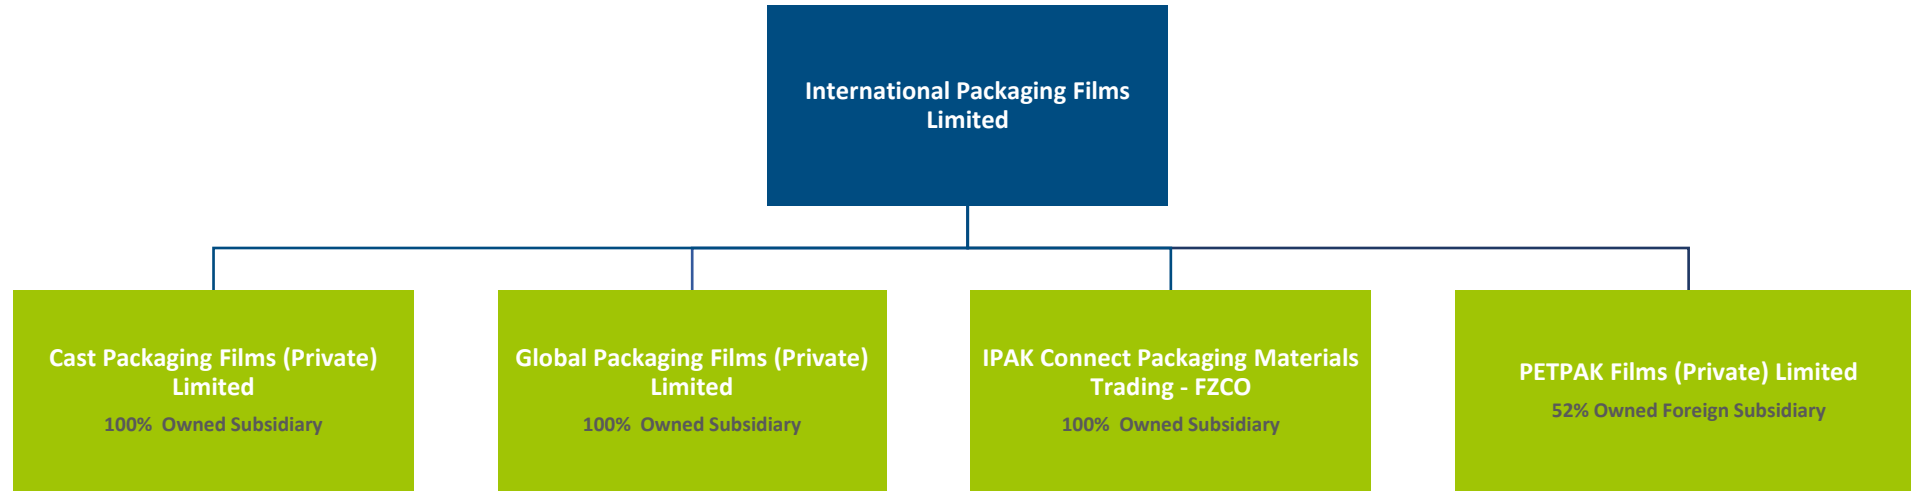 International Packaging Films
Limited
Cast Packaging Films (Private)
Limited
100% Owned Subsidiary
Global Packaging Films (Private)
Limited
100% Owned Subsidiary
IPAK Connect Packaging Materials
Trading - FZCO
100% Owned Subsidiary
PETPAK Films (Private) Limited
52% Owned Foreign Subsidiary